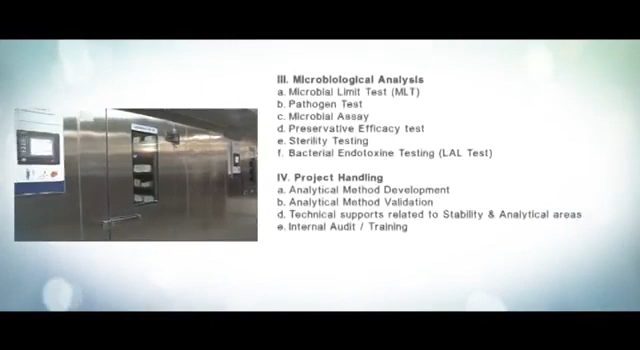 III. Microbiological Analysis
a. Microbial Limit Test (MLT)
b. Pathogen Test
c. Microbial Assay
d. Preservative Efficacy test
e. Sterility Testing
f. Bacterial Endotoxine Testing (LAL Test)
IV. Project Handling
a. Analytical Method Development
b. Analytical Method Validation
d. Technical supports related to Stability & Analytical areas
e. Internal Audit / Training